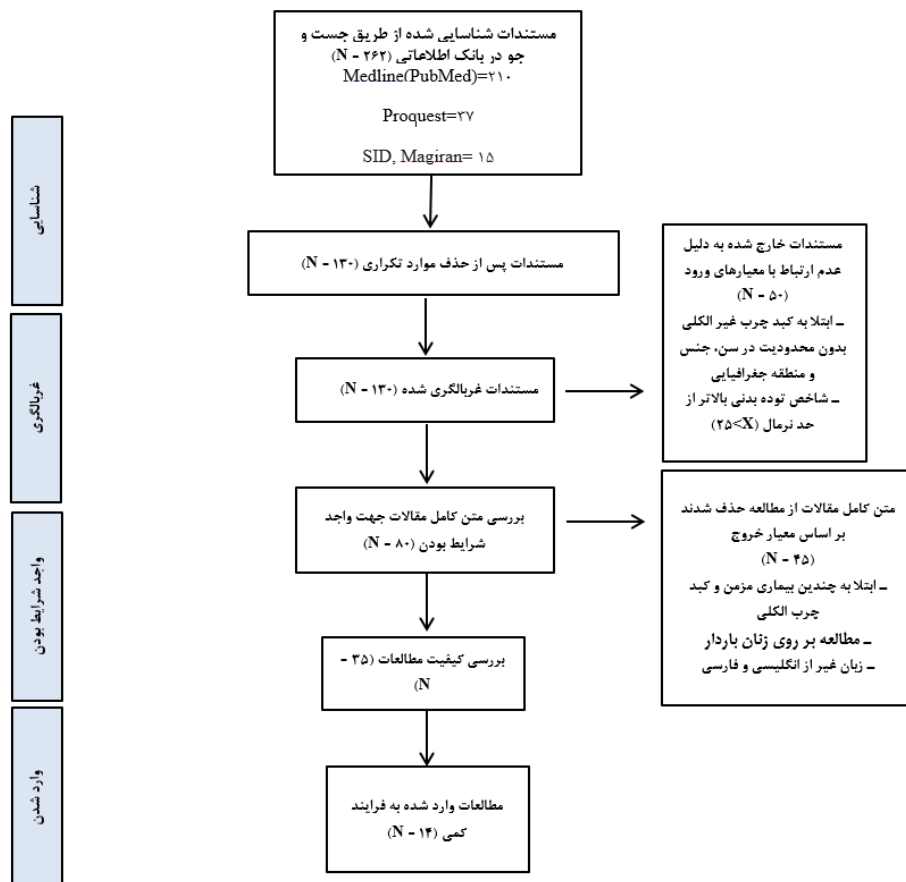 مستندات شناسایی شده از طریق جست و
جو در بانک اطلاعاتی (N - ۲۶۲)
Medline(PubMed)=۲۱۰
Proquest=۳۷
SID, Magiran= ۱۵
شناسایی
مستندات پس از حذف موارد تکراری (N - ۱۳۰)
مستندات خارج شده به دلیل
عدم ارتباط با معیارهای ورود
(N - ۵۰)
ـ ابتلا به کبد چرب غیر الکلی
بدون محدودیت در سن، جنس
و منطقه جغرافیایی
ـ شاخص توده بدنی بالاتر از
حد نرمال (۲۵<X)
غربالگری
مستندات غربالگری شده (N - ۱۳۰)
بررسی متن کامل مقالات جهت واجد
شرایط بودن (N - ۸۰)
متن کامل مقالات از مطالعه حذف شدند
بر اساس معیار خروج
(N - ۴۵)
ـ ابتلا به چندین بیماری مزمن و کبد
چرب الکلی
ـ مطالعه بر روی زنان باردار
ـ زبان غیر از انگلیسی و فارسی
واجد شرایط بودن
بررسی کیفیت مطالعات (۳۵ -
N)
وارد شدن
مطالعات وارد شده به فرایند
کمی (N - ۱۴)